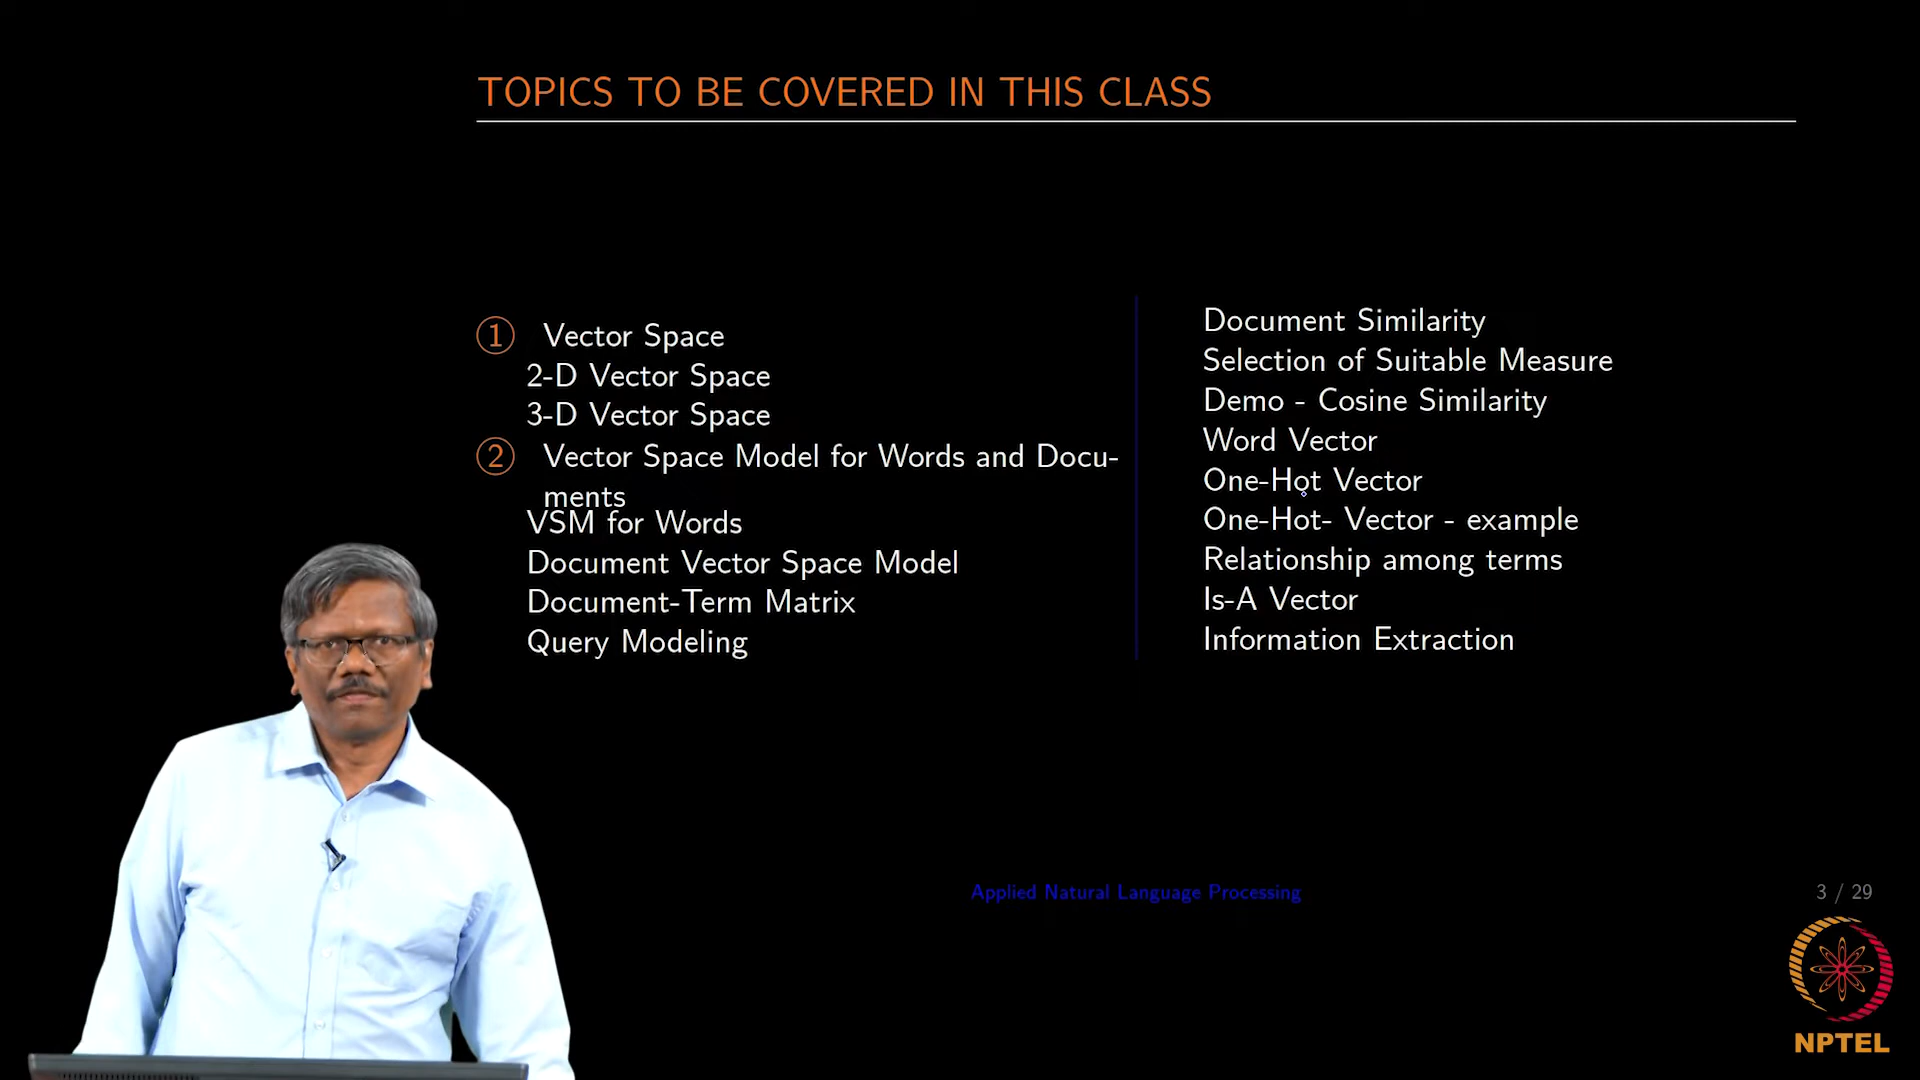 TOPICS TO BE COVERED IN THIS CLASS
1 Vector Space
2-D Vector Space
3-D Vector Space
2 Vector Space Model for Words and Docu-
ments
VSM for Words
Document Vector Space Model
Document-Term Matrix
Query Modeling
Document Similarity
Selection of Suitable Measure
Demo - Cosine Similarity
Word Vector
One-Hot Vector
One-Hot- Vector - example
Relationship among terms
Is-A Vector
Information Extraction
Applied Natural Language Processing
3 / 29
NPTEL